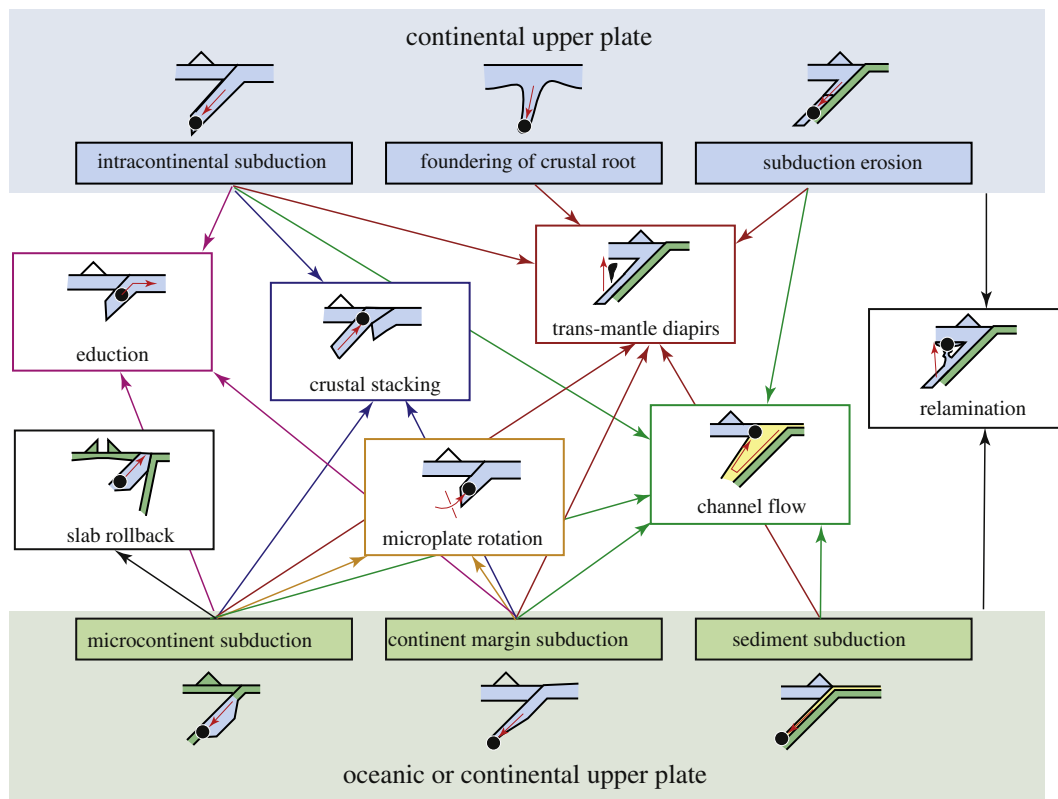 continental upper plate
intracontinental subduction
foundering of crustal root
subduction erosion
eduction
crustal stacking
trans-mantle diapirs
relamination
slab rollback
microplate rotation
channel flow
microcontinent subduction
continent margin subduction
sediment subduction
oceanic or continental upper plate